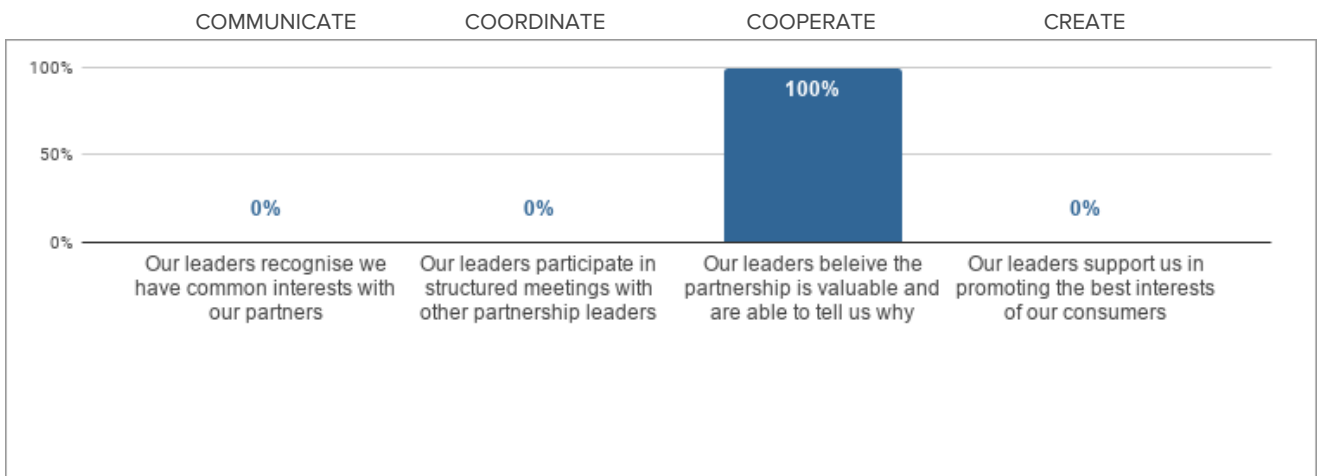 COMMUNICATE COORDINATE COOPERATE CREATE
100%
100%
50%
0% 0% 0%
0%
Our leaders recognise we
have common interests with
our partners
Our leaders participate in
structured meetings with
other partnership leaders
Our leaders beleive the
partnership is valuable and
are able to tell us why
Our leaders support us in
promoting the best interests
of our consumers